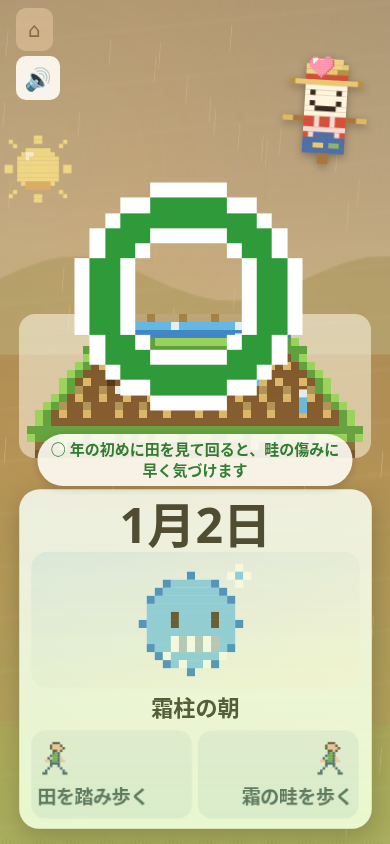 ○ 年の初めに田を見て回ると、畦の傷みに
早く気づけます
1月2日
霜柱の朝
田を踏み歩く
霜の畦を歩く